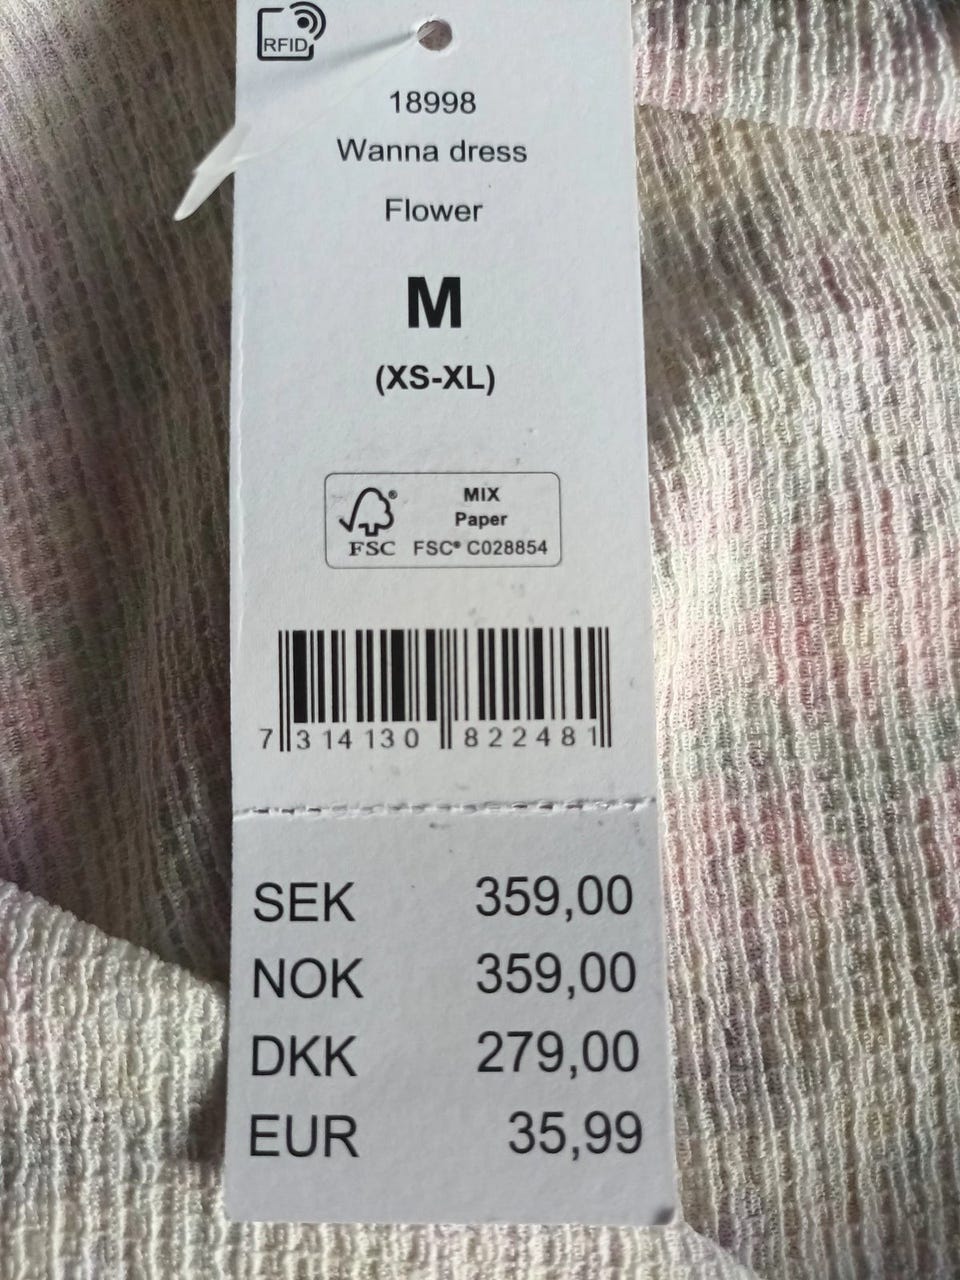 RFID
18998
Wanna dress
Flower
M
(XS-XL)
MIX
Paper
FSC® FSC® C028854
7 314130 822481
SEK 359,00
NOK 359,00
DKK 279,00
EUR 35,99